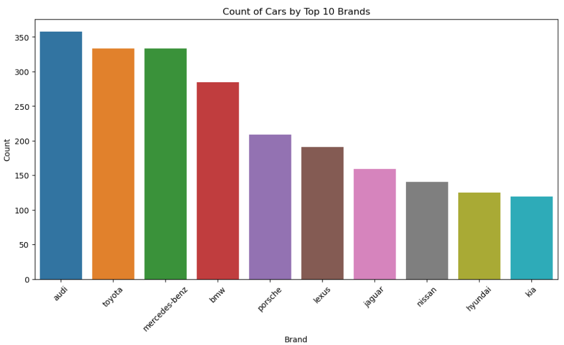 Count of Cars by Top 10 Brands
Count
350
300
250
200
150
100
50
0
audi
toyota
mercedes-benz
bmw
porsche
lexus
jaguar
nissan
hyundai
kia
Brand